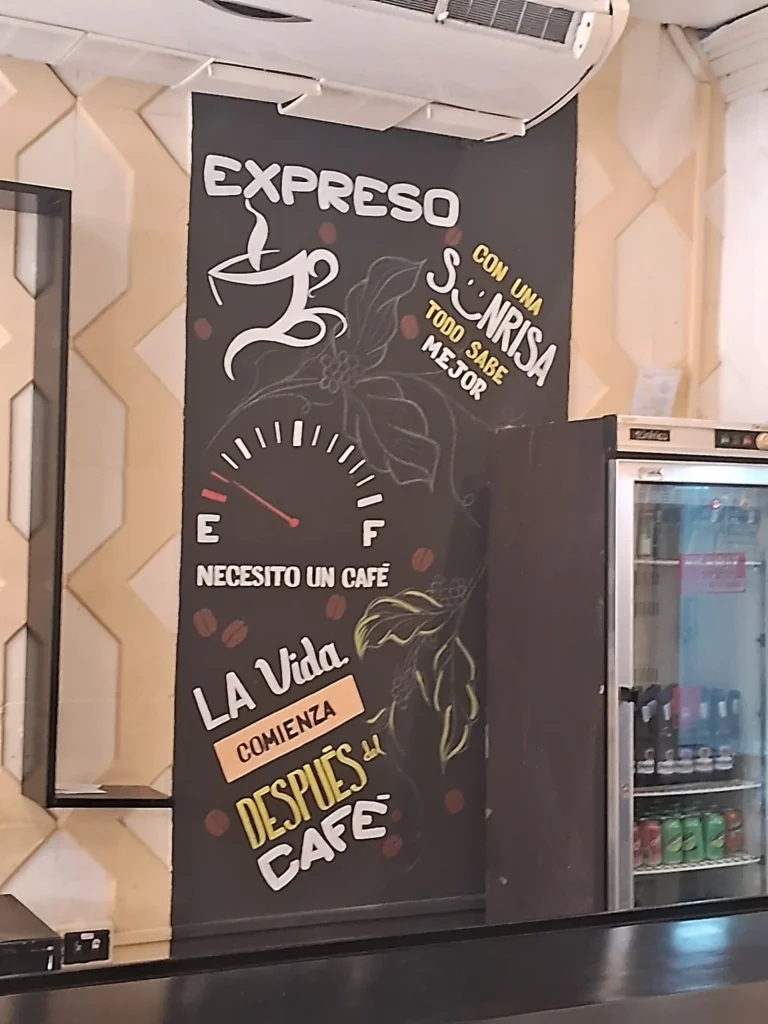 EXPRESO
CON UNA
SONRISA
TODO SABE
MEJOR
E F
NECESITO UN CAFÉ
LA Vida
COMIENZA
DESPUÉS del
CAFÉ